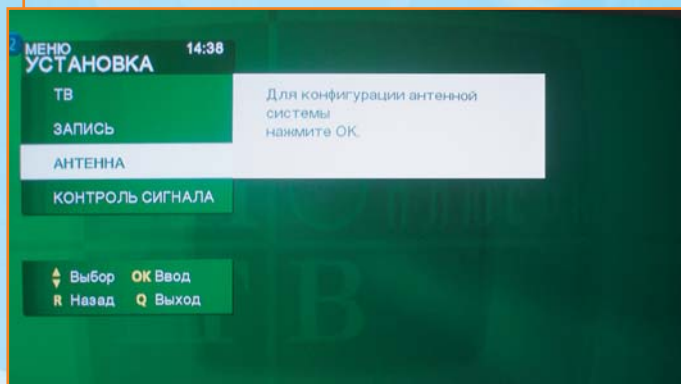 2
МЕНЮ 14:38
УСТАНОВКА
ТВ
ЗАПИСЬ
АНТЕННА
КОНТРОЛЬ СИГНАЛА
Для конфигурации антенной
системы
нажмите ОК.
Выбор ОК Ввод
R Назад Q Выход
ТВ